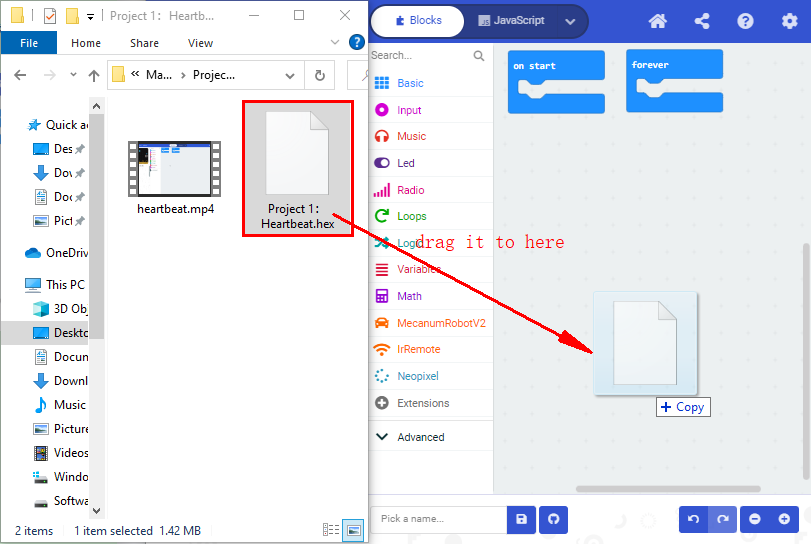 Project 1: Heartbe...
File
Home
Share
View
?
« Ma... › Projec...
Quick ac
Des
Dov
Doc
Pict
OneDriv
This PC
3D Obj
Deskto
Docum
Downl
Music
Picture
Videos
Windo
Softwa
heartbeat.mp4
Project 1:
Heartbeat.hex
2 items
1 item selected 1.42 MB
Blocks
JavaScript
?
Search...
Basic
Input
Music
Led
Radio
Loops
Logic
Variables
Math
MecanumRobotV2
IrRemote
Neopixel
Extensions
Advanced
on start
forever
drag it to here
+ Copy
Pick a name...